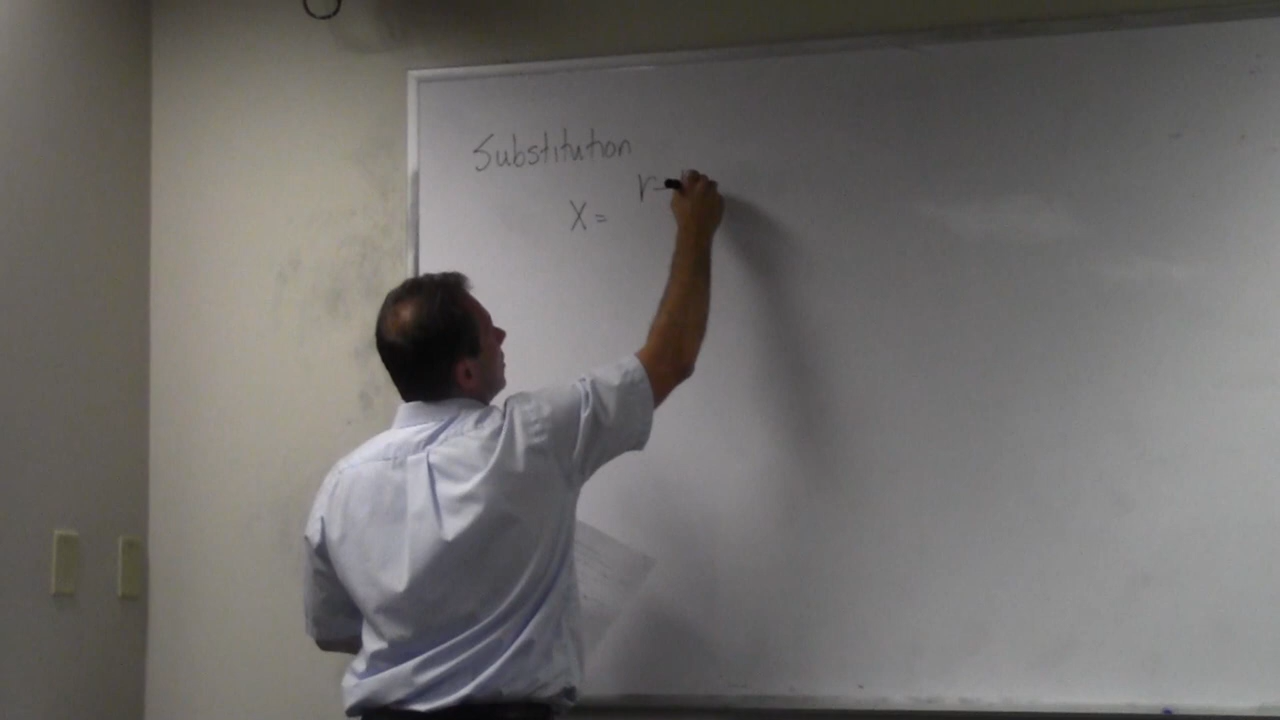 Substitution
X = r-